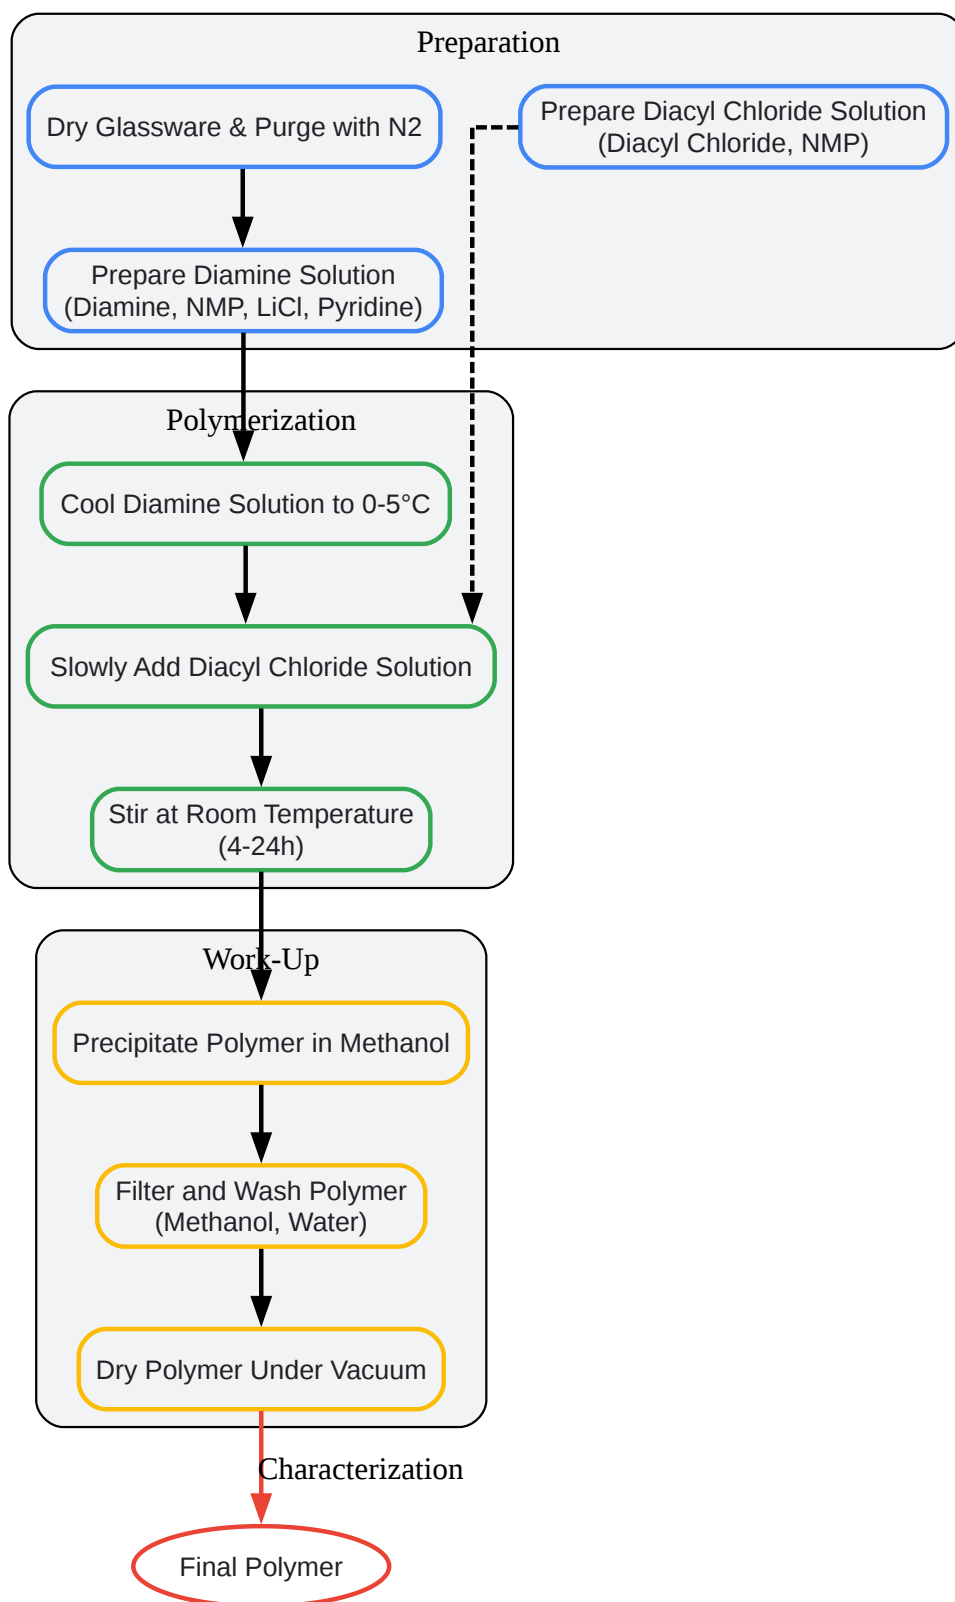 Preparation
Dry Glassware & Purge with N2
Prepare Diacyl Chloride Solution
(Diacyl Chloride, NMP)
Prepare Diamine Solution
(Diamine, NMP, LiCl, Pyridine)
Polymerization
Cool Diamine Solution to 0-5°C
Slowly Add Diacyl Chloride Solution
Stir at Room Temperature
(4-24h)
Work-Up
Precipitate Polymer in Methanol
Filter and Wash Polymer
(Methanol, Water)
Dry Polymer Under Vacuum
Characterization
Final Polymer